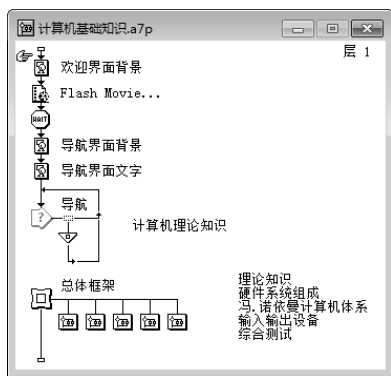 计算机基础知识.a7p
层 1
欢迎界面背景
Flash Movie...
WAIT
导航界面背景
导航界面文字
导航
?
计算机理论知识
总体框架
理论知识
硬件系统组成
冯.诺依曼计算机体系
输入输出设备
综合测试